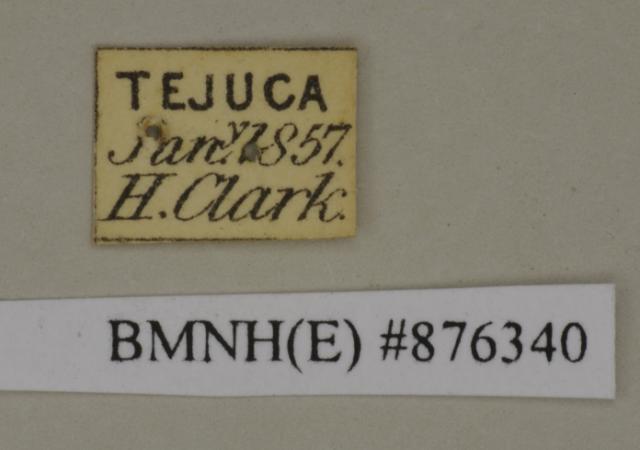 TEJUCA
Jany. 1857.
H. Clark.
BMNH(E) #876340